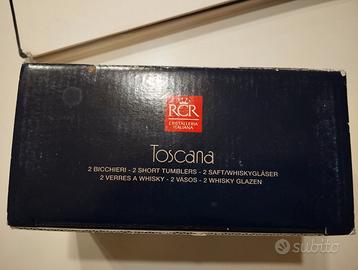 RCR
CRISTALLERIA
ITALIANA
Toscana
2 BICCHIERI - 2 SHORT TUMBLERS - 2 SAFT/WHISKYGLÄSER
2 VERRES A WHISKY - 2 VASOS - 2 WHISKY GLAZEN
subito